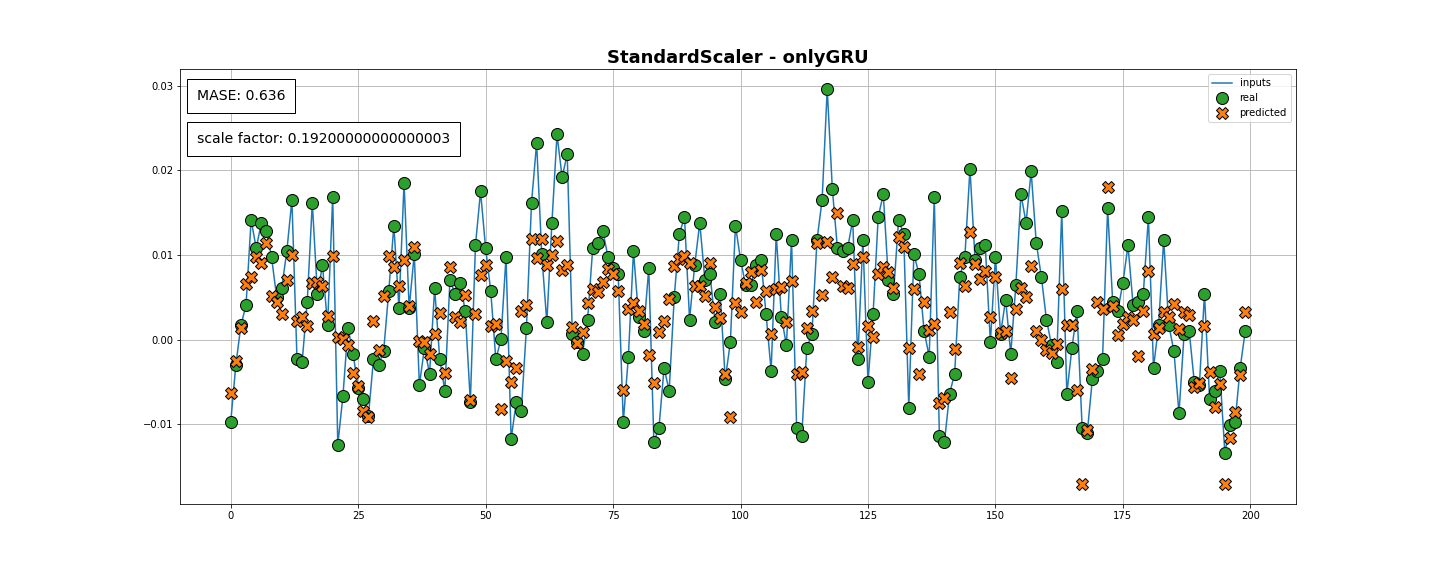 StandardScaler - onlyGRU
MASE: 0.636
scale factor: 0.19200000000000003
inputs
real
predicted
0.03
0.02
0.01
0.00
−0.01
0 25 50 75 100 125 150 175 200